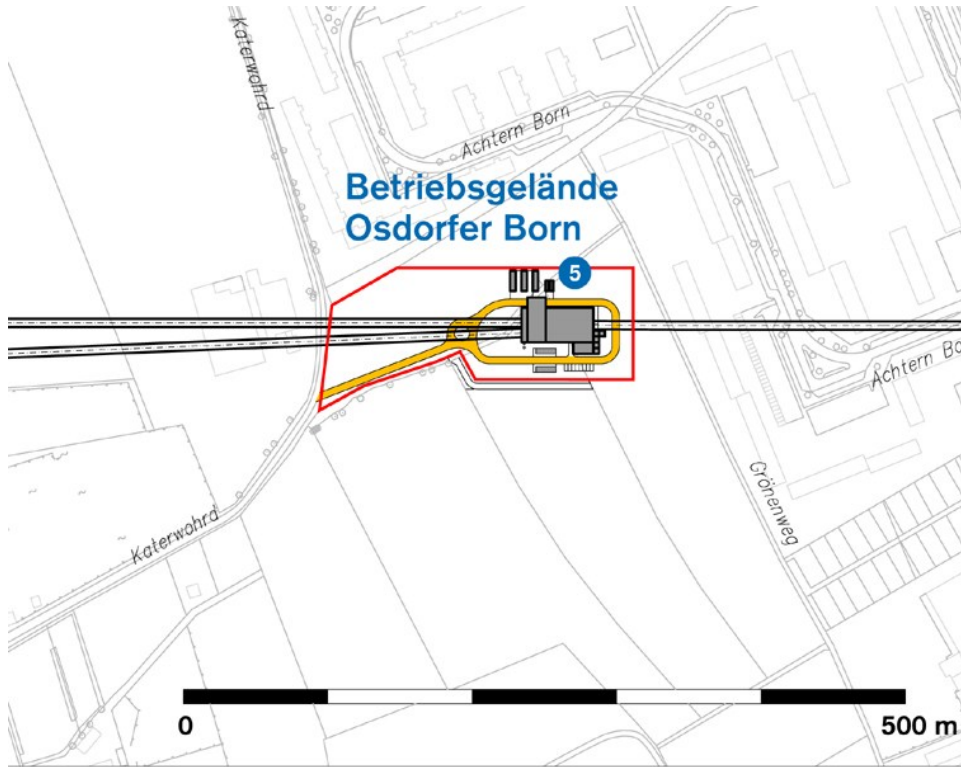 Katerwohrd
Achtern Born
Betriebsgelände
Osdorfer Born
5
Achtern Bo
Grönenweg
Katerwohrd
0
500 m